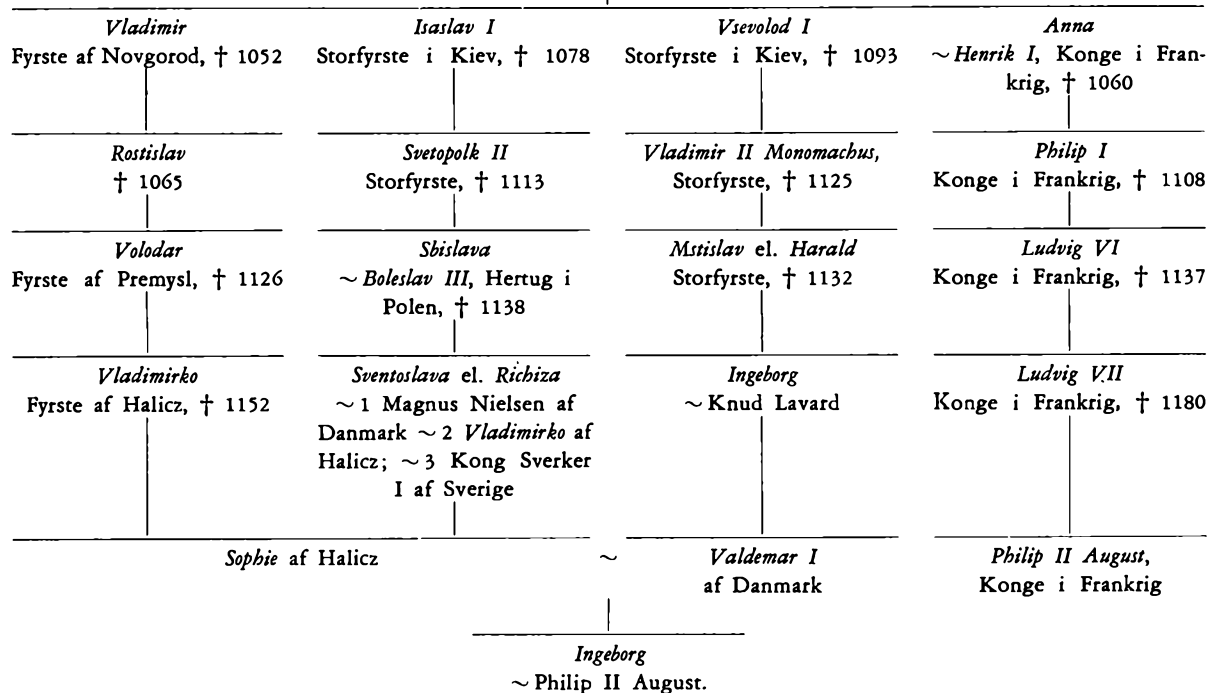 Vladimir
Fyrste af Novgorod, † 1052
Isaslav I
Storfyrste i Kiev, † 1078
Vsevolod I
Storfyrste i Kiev, † 1093
Anna
~ Henrik I, Konge i Fran-
krig, † 1060
Rostislav
† 1065
Svetopolk II
Storfyrste, † 1113
Vladimir II Monomachus,
Storfyrste, † 1125
Philip I
Konge i Frankrig, † 1108
Volodar
Fyrste af Premysl, † 1126
Sbislava
~ Boleslav III, Hertug i
Polen, † 1138
Mstislav el. Harald
Storfyrste, † 1132
Ludvig VI
Konge i Frankrig, † 1137
Vladimirko
Fyrste af Halicz, † 1152
Sventoslava el. Richiza
~ 1 Magnus Nielsen af
Danmark ~ 2 Vladimirko af
Halicz; ~ 3 Kong Sverker
I af Sverige
Ingeborg
~ Knud Lavard
Ludvig VII
Konge i Frankrig, † 1180
Sophie af Halicz
~
Valdemar I
af Danmark
Philip II August,
Konge i Frankrig
Ingeborg
~ Philip II August.